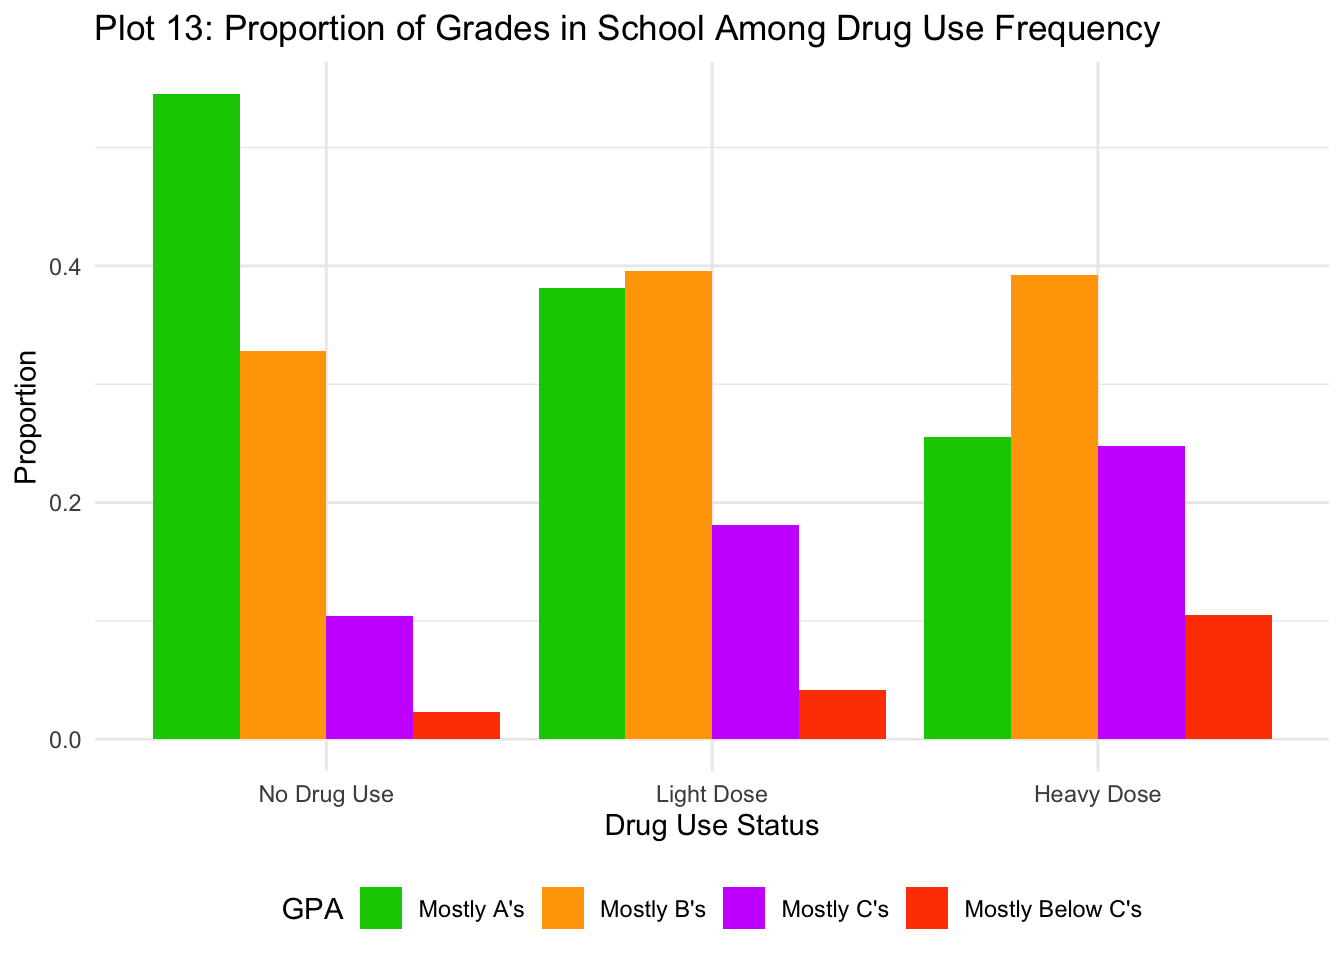 Plot 13: Proportion of Grades in School Among Drug Use Frequency
Proportion
0.4
0.2
0.0
No Drug Use
Light Dose
Heavy Dose
Drug Use Status
GPA
Mostly A's
Mostly B's
Mostly C's
Mostly Below C's